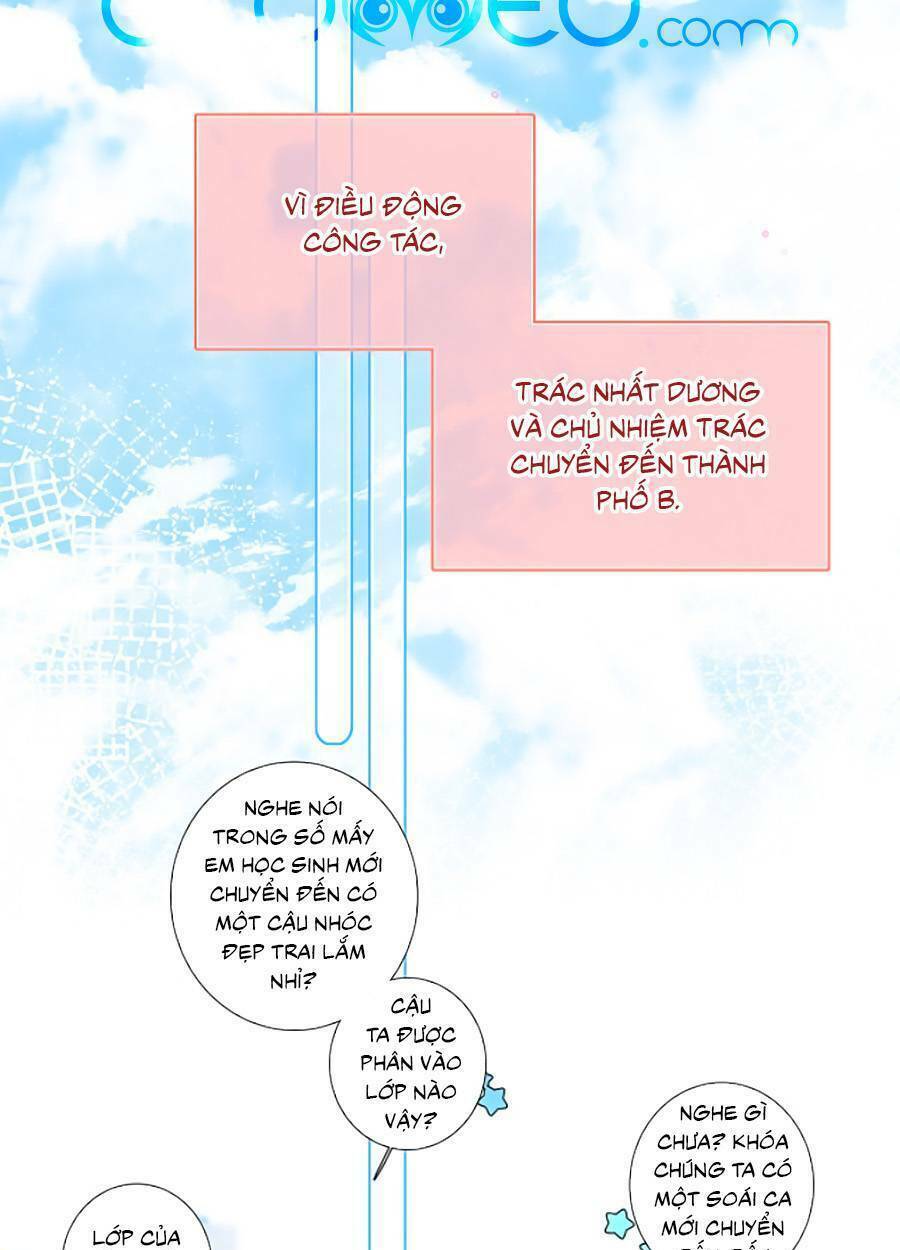 .com
VÌ ĐIỀU ĐỘNG
CÔNG TÁC,
TRÁC NHẤT DƯƠNG
VÀ CHỦ NHIỆM TRÁC
CHUYỂN ĐẾN THÀNH
PHỐ B.
NGHE NÓI
TRONG SỐ MẤY
EM HỌC SINH MỚI
CHUYỂN ĐẾN CÓ
MỘT CẬU NHÓC
ĐẸP TRAI LẮM
NHỈ?
CẬU
TA ĐƯỢC
PHÂN VÀO
LỚP NÀO
VẬY?
NGHE GÌ
CHƯA? KHÓA
CHÚNG TA CÓ
MỘT SOÁI CA
MỚI CHUYỂN
LỚP CỦA